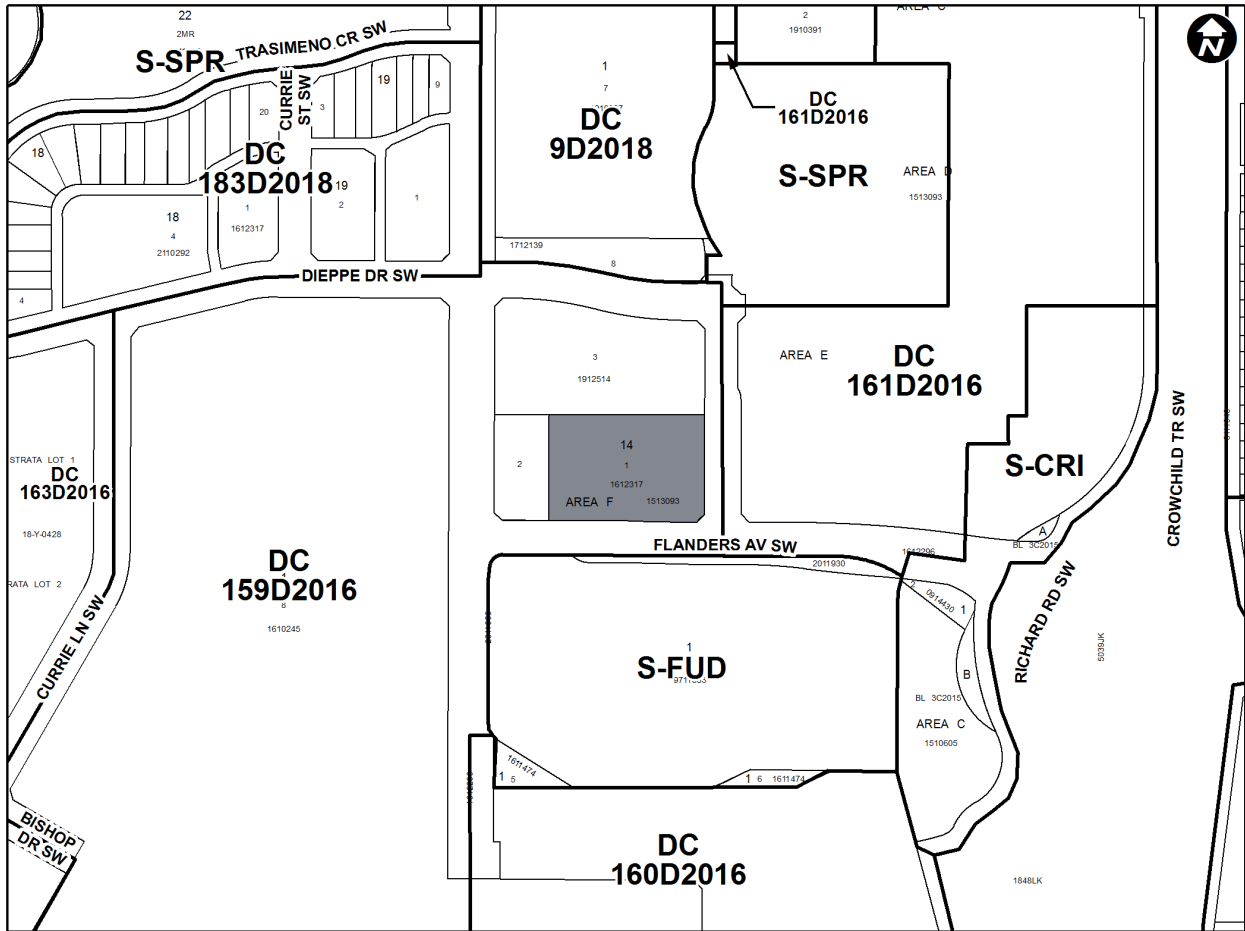 22
2MR
S-SPR
TRASIMENO CR SW
CURRIE
ST SW
19
9
3
20
18
DC
183D2018
19
2
1
1
1612317
18
4
2110292
4
DIEPPE DR SW
1
7
DC
9D2018
1712139
8
2
1910391
DC
161D2016
S-SPR
AREA D
1513093
N
AREA E
DC
161D2016
S-CRI
CROWCHILD TR SW
3
1912514
14
1
1612317
AREA F
1513093
2
STRATA LOT 1
DC
163D2016
18-Y-0428
RATA LOT 2
CURRIE LN SW
DC
159D2016
8
1610245
FLANDERS AV SW
2011930
1612296
A
BL 3C2015
RICHARD RD SW
2
0914430
1
B
BL 3C2015
AREA C
1510605
5039JK
1
S-FUD
1611474
1
5
1
6
1611474
DC
160D2016
BISHOP
DR SW
1848LK